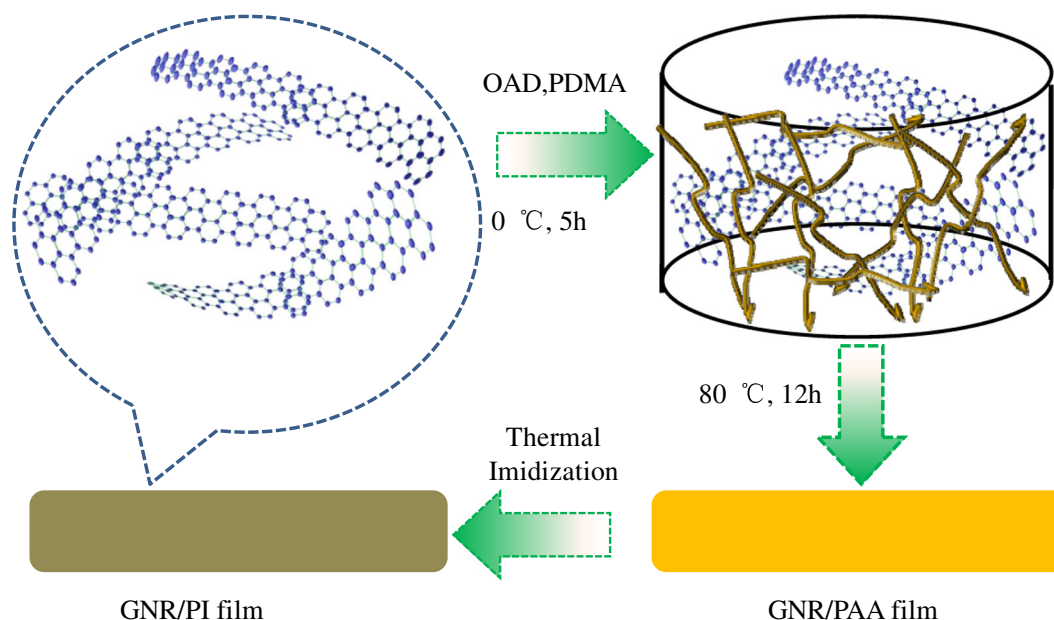 OAD,PDMA
0 ℃, 5h
80 ℃, 12h
Thermal
Imidization
GNR/PI film
GNR/PAA film